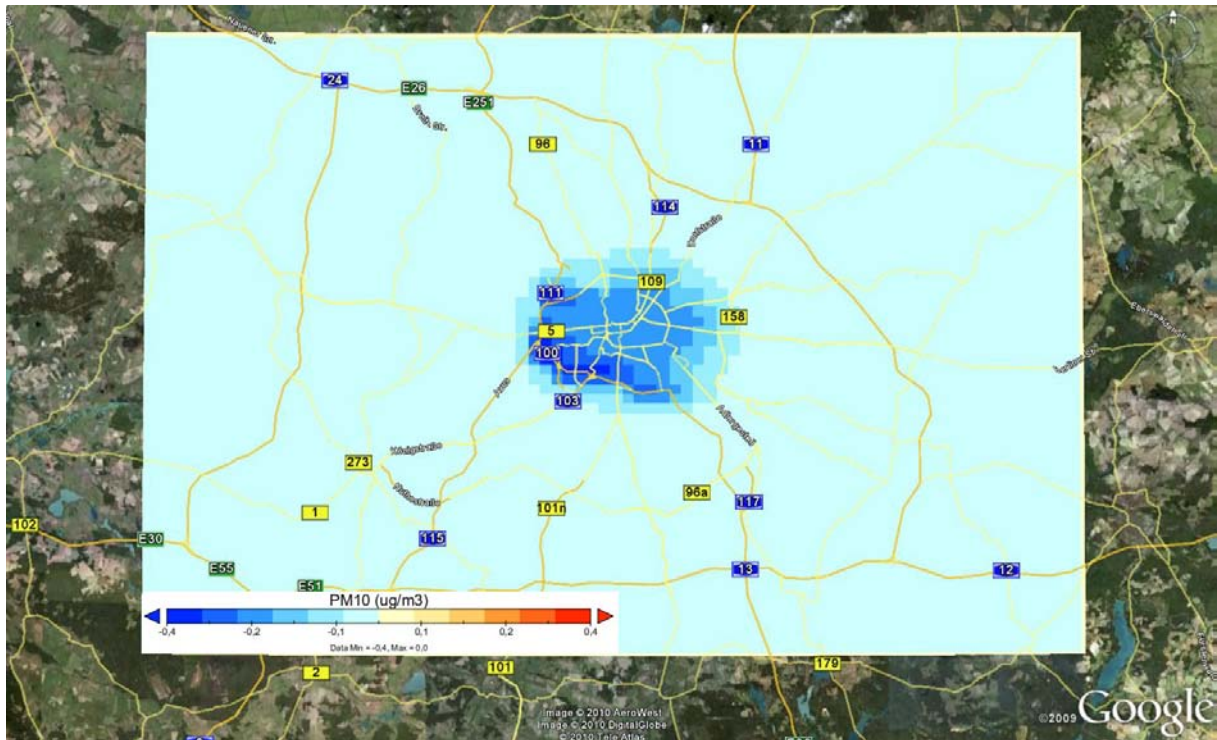 N
24
E26
E251
96
11
114
109
111
158
5
100
103
Königstraße
273
96a
117
1
101n
102
115
E30
E55
13
12
E51
PM10 (ug/m3)
-0,4 -0,2 -0,1 0,1 0,2 0,4
Data Min = -0,4, Max = 0,0
2
101
179
Image © 2010 AeroWest
Image © 2010 DigitalGlobe
© 2010 Tele Atlas
©2009 Google